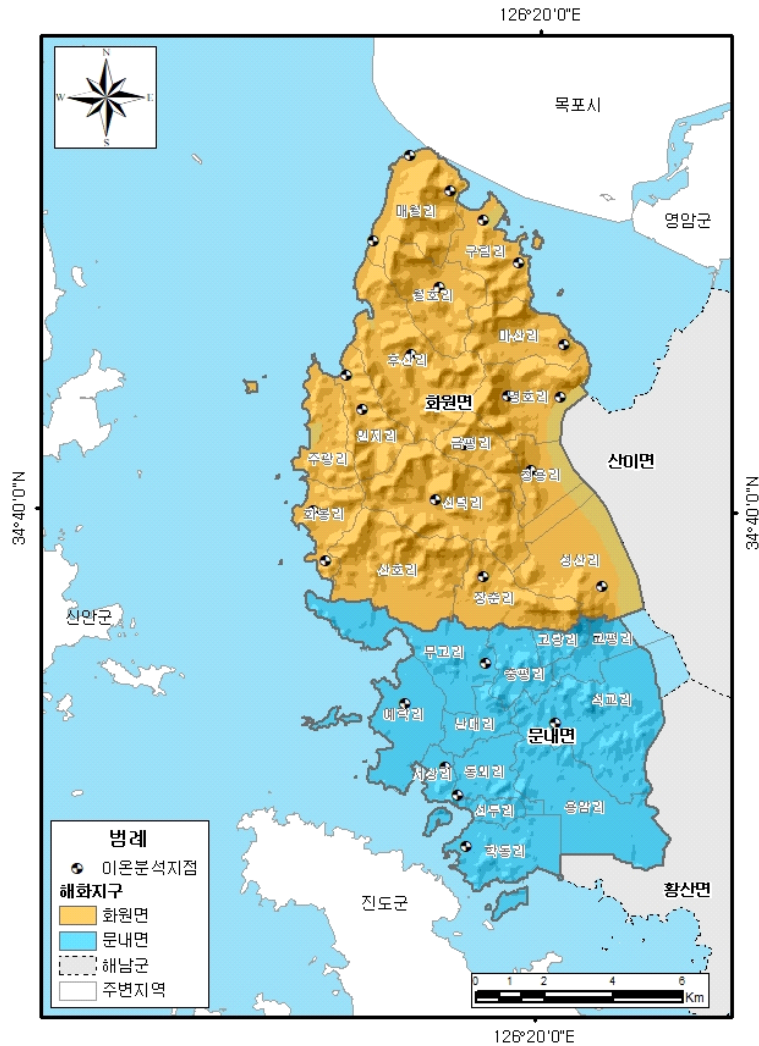 126°20'0"E
N
W E
S
목포시
영암군
매월리
구림리
월호리
마산리
후산리
영호리
화원면
인지리
금평리
주광리
장용리
산이면
34°40'0"N
신덕리
화봉리
34°40'0"N
성산리
산호리
장춘리
신안군
무고리
고당리
교평리
충평리
석교리
예락리
난대리
문내면
서상리
동외리
선두리
용암리
학동리
황산면
진도군
범례
이온분석지점
해화지구
화원면
문내면
해남군
주변지역
0 1 2 4 6
Km
126°20'0"E